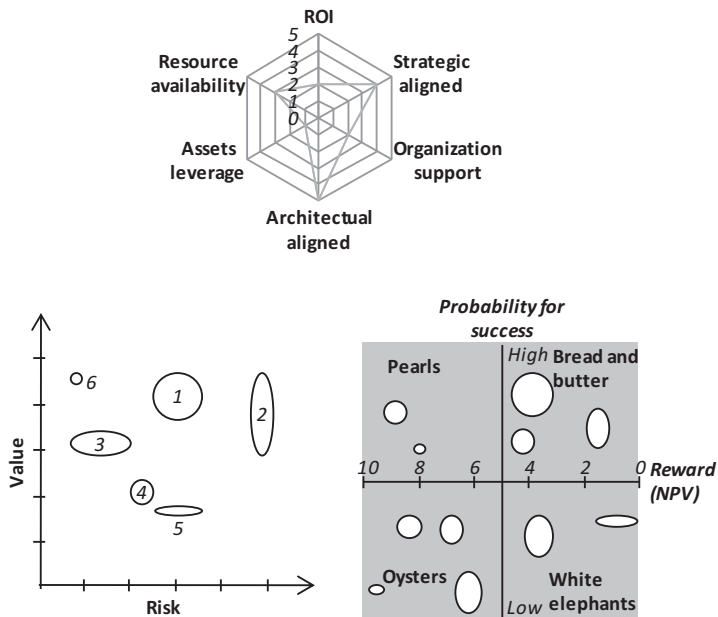 ROI
5
4
3
2
1
0
Resource
availability
Strategic
aligned
Assets
leverage
Organization
support
Architectual
aligned
Value
6
1
2
3
4
5
Risk
Probability for
success
Pearls
High
Bread and
butter
10
8
6
4
2
0
Reward
(NPV)
Oysters
Low
White
elephants